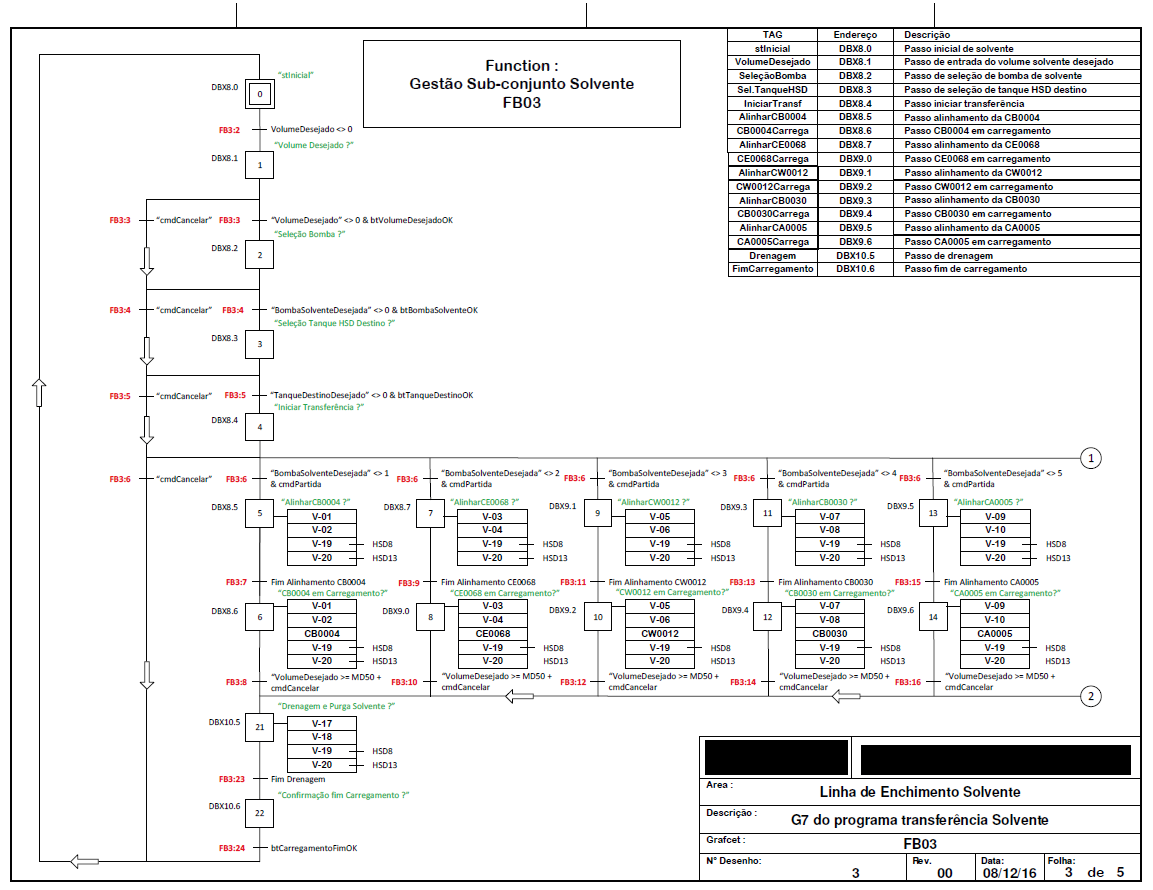 Function :
Gestão Sub-conjunto Solvente
FB03
TAG Endereço Descrição
stInicial DBX8.0 Passo inicial de solvente
VolumeDesejado DBX8.1 Passo de entrada do volume solvente desejado
SeleçãoBomba DBX8.2 Passo de seleção de bomba de solvente
Sel.TanqueHSD DBX8.3 Passo de seleção de tanque HSD destino
IniciarTransf DBX8.4 Passo iniciar transferência
AlinharCB0004 DBX8.5 Passo alinhamento da CB0004
CB0004Carrega DBX8.6 Passo CB0004 em carregamento
AlinharCE0068 DBX8.7 Passo alinhamento da CE0068
CE0068Carrega DBX9.0 Passo CE0068 em carregamento
AlinharCW0012 DBX9.1 Passo alinhamento da CW0012
CW0012Carrega DBX9.2 Passo CW0012 em carregamento
AlinharCB0030 DBX9.3 Passo alinhamento da CB0030
CB0030Carrega DBX9.4 Passo CB0030 em carregamento
AlinharCA0005 DBX9.5 Passo alinhamento da CA0005
CA0005Carrega DBX9.6 Passo CA0005 em carregamento
Drenagem DBX10.5 Passo de drenagem
FimCarregamento DBX10.6 Passo fim de carregamento
"stInicial"
DBX8.0 0
FB3:2 VolumeDesejado <> 0
"Volume Desejado ?"
DBX8.1 1
FB3:3 "cmdCancelar" FB3:3 "VolumeDesejado" <> 0 & btVolumeDesejadoOK
"Seleção Bomba ?"
DBX8.2 2
FB3:4 "cmdCancelar" FB3:4 "BombaSolventeDesejada" <> 0 & btBombaSolventeOK
"Seleção Tanque HSD Destino ?"
DBX8.3 3
FB3:5 "cmdCancelar" FB3:5 "TanqueDestinoDesejado" <> 0 & btTanqueDestinoOK
"Iniciar Transferência ?"
DBX8.4 4
1
FB3:6 "cmdCancelar" FB3:6 "BombaSolventeDesejada" <> 1 FB3:6 "BombaSolventeDesejada" <> 2 FB3:6 "BombaSolventeDesejada" <> 3 FB3:6 "BombaSolventeDesejada" <> 4 FB3:6 "BombaSolventeDesejada" <> 5
& cmdPartida & cmdPartida & cmdPartida & cmdPartida & cmdPartida
"AlinharCB0004 ?" "AlinharCE0068 ?" "AlinharCW0012 ?" "AlinharCB0030 ?" "AlinharCA0005 ?"
DBX8.5 5 V-01 DBX8.7 7 V-03 DBX9.1 9 V-05 DBX9.3 11 V-07 DBX9.5 13 V-09
V-02 V-04 V-06 V-08 V-10
V-19 HSD8 V-19 HSD8 V-19 HSD8 V-19 HSD8 V-19 HSD8
V-20 HSD13 V-20 HSD13 V-20 HSD13 V-20 HSD13 V-20 HSD13
FB3:7 Fim Alinhamento CB0004 FB3:9 Fim Alinhamento CE0068 FB3:11 Fim Alinhamento CW0012 FB3:13 Fim Alinhamento CB0030 FB3:15 Fim Alinhamento CA0005
"CB0004 em Carregamento?" "CE0068 em Carregamento?" "CW0012 em Carregamento?" "CB0030 em Carregamento?" "CA0005 em Carregamento?"
DBX8.6 6 V-01 DBX9.0 8 V-03 DBX9.2 10 V-05 DBX9.4 12 V-07 DBX9.6 14 V-09
V-02 V-04 V-06 V-08 V-10
CB0004 CE0068 CW0012 CB0030 CA0005
V-19 HSD8 V-19 HSD8 V-19 HSD8 V-19 HSD8 V-19 HSD8
V-20 HSD13 V-20 HSD13 V-20 HSD13 V-20 HSD13 V-20 HSD13
FB3:8 "VolumeDesejado >= MD50 + FB3:10 "VolumeDesejado >= MD50 + FB3:12 "VolumeDesejado >= MD50 + FB3:14 "VolumeDesejado >= MD50 + FB3:16 "VolumeDesejado >= MD50 +
cmdCancelar cmdCancelar cmdCancelar cmdCancelar cmdCancelar
2
"Drenagem e Purga Solvente ?"
DBX10.5 21 V-17
V-18
V-19 HSD8
V-20 HSD13
FB3:23 Fim Drenagem
"Confirmação fim Carregamento ?"
DBX10.6 22
FB3:24 btCarregamentoFimOK
Area :
Linha de Enchimento Solvente
Descrição :
G7 do programa transferência Solvente
Grafcet :
FB03
Nº Desenho: Rev. Data: Folha:
3 00 08/12/16 3 de 5